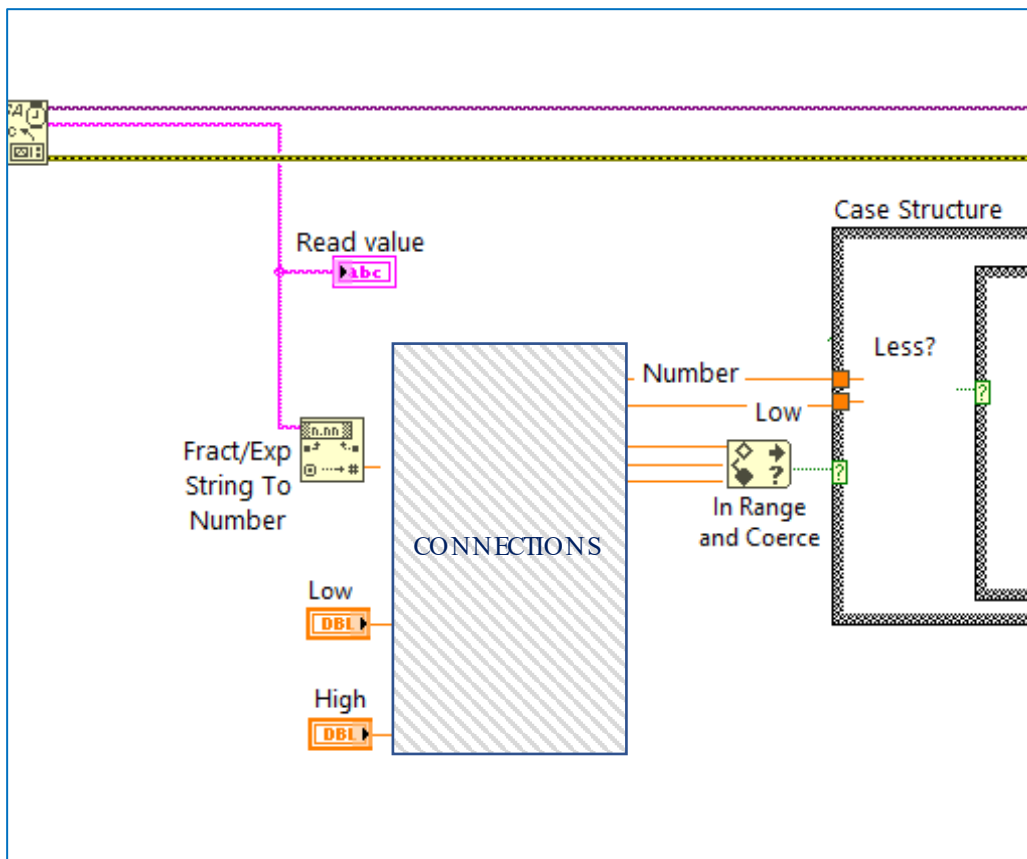 Case Structure
Read value
abc
Less?
Number
Low
?
n.nn
Fract/Exp
String To
Number
#
?
?
In Range
and Coerce
CONNECTIONS
Low
DBL
High
DBL